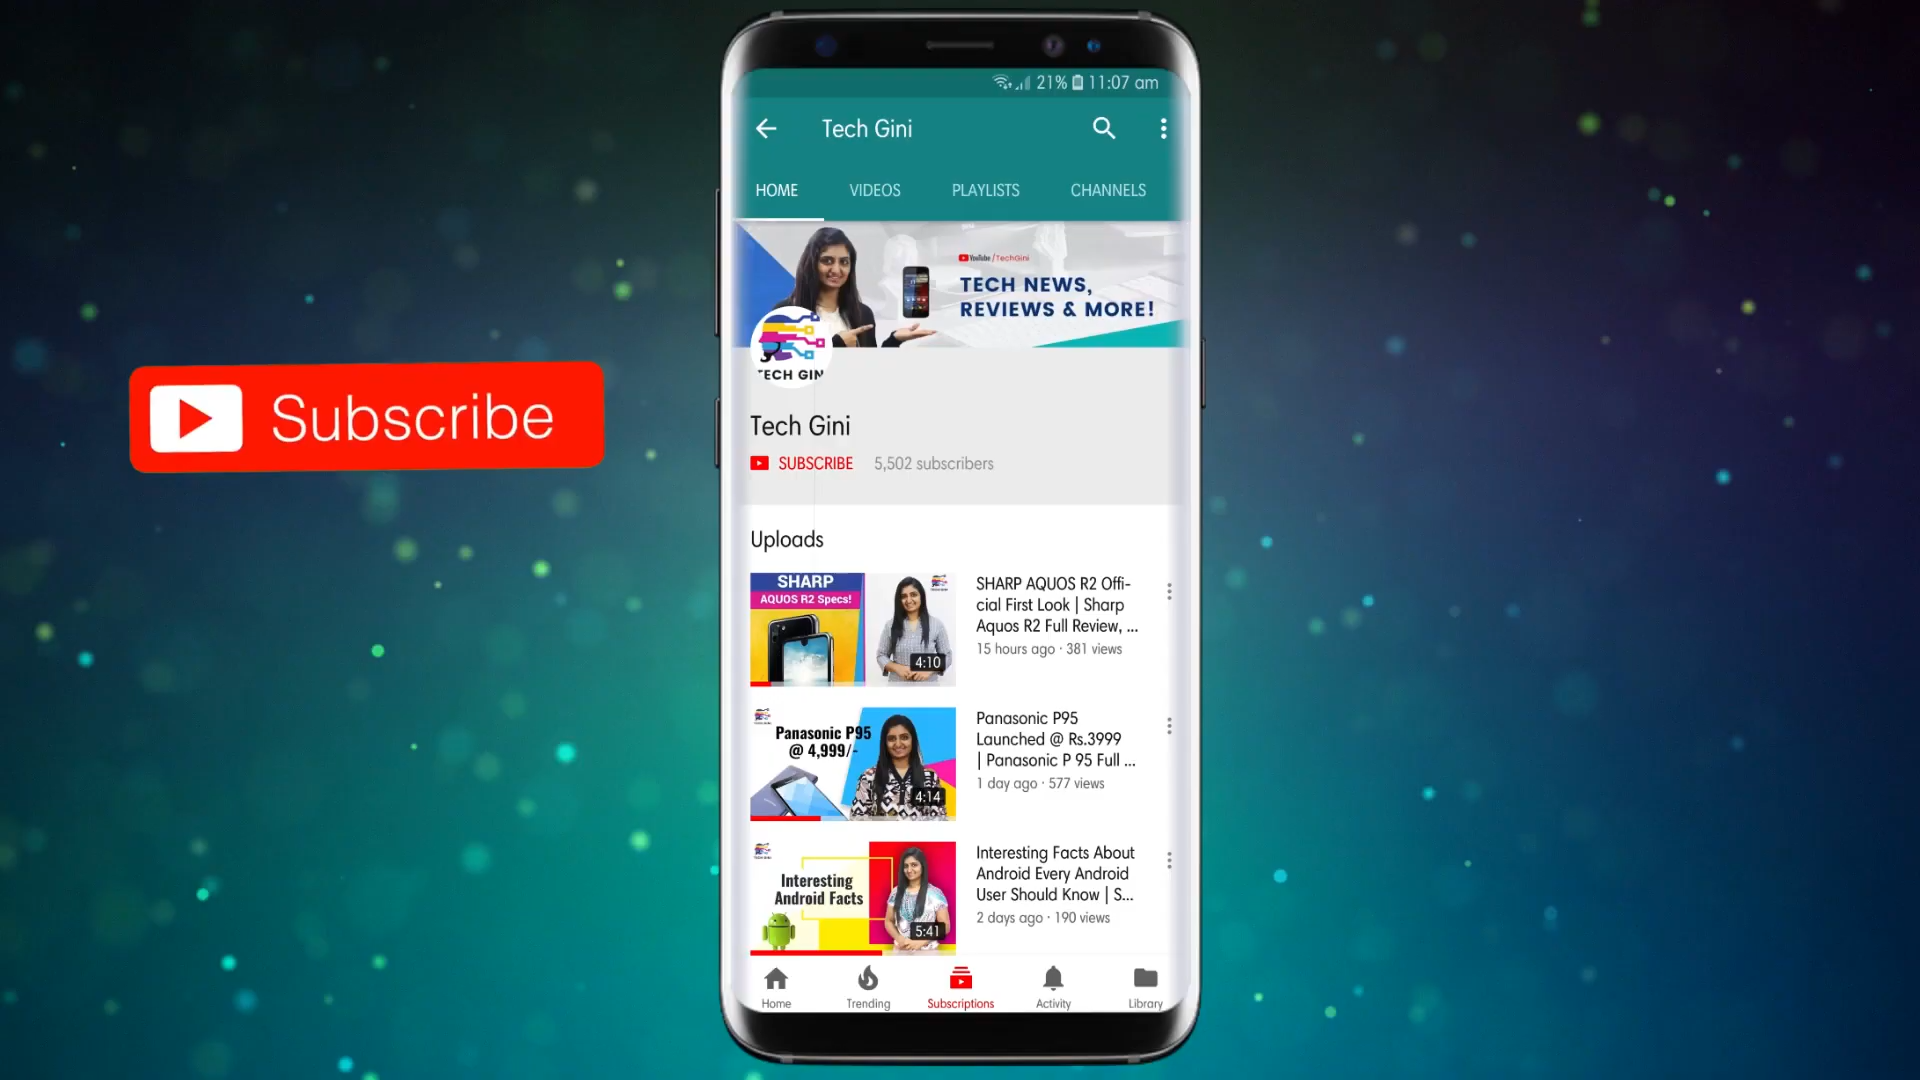 21% 11:07 am
Tech Gini
HOME VIDEOS PLAYLISTS CHANNELS
YouTube /TechGini
TECH NEWS,
REVIEWS & MORE!
TECH GIN
Subscribe
Tech Gini
SUBSCRIBE 5,502 subscribers
Uploads
SHARP
AQUOS R2 Specs!
4:10
SHARP AQUOS R2 Offi-
cial First Look | Sharp
Aquos R2 Full Review, ...
15 hours ago · 381 views
Panasonic P95
@ 4,999/-
4:14
Panasonic P95
Launched @ Rs.3999
| Panasonic P 95 Full ...
1 day ago · 577 views
Interesting
Android Facts
5:41
Interesting Facts About
Android Every Android
User Should Know | S...
2 days ago · 190 views
Home Trending Subscriptions Activity Library